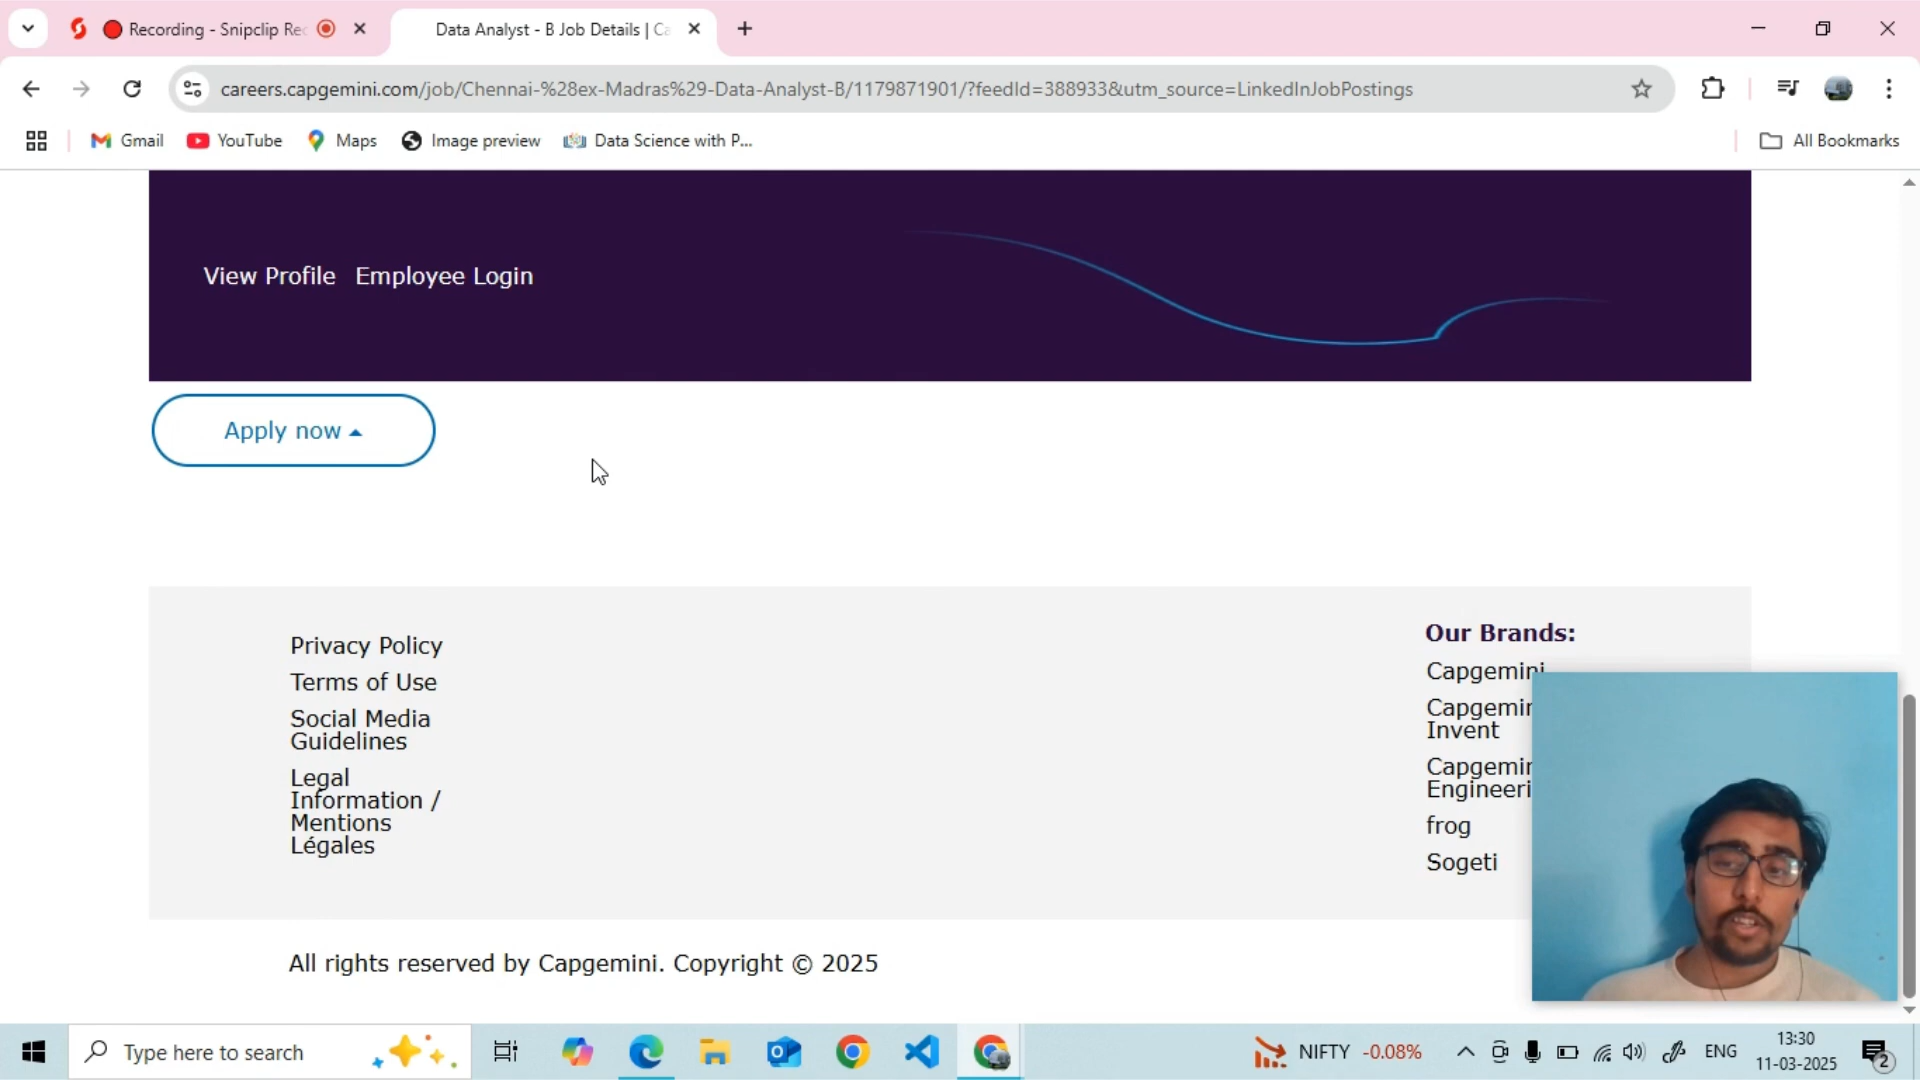 Recording - Snipclip Rec
Data Analyst - B Job Details | Ca
careers.capgemini.com/job/Chennai-%28ex-Madras%29-Data-Analyst-B/1179871901/?feedId=388933&utm_source=LinkedInJobPostings
Gmail
YouTube
Maps
Image preview
Data Science with P...
All Bookmarks
View Profile
Employee Login
Apply now
Privacy Policy
Terms of Use
Social Media
Guidelines
Legal
Information /
Mentions
Légales
Our Brands:
Capgemini
Capgemin
Invent
Capgemin
Engineeri
frog
Sogeti
All rights reserved by Capgemini. Copyright © 2025
Type here to search
NIFTY -0.08%
ENG
13:30
11-03-2025
2